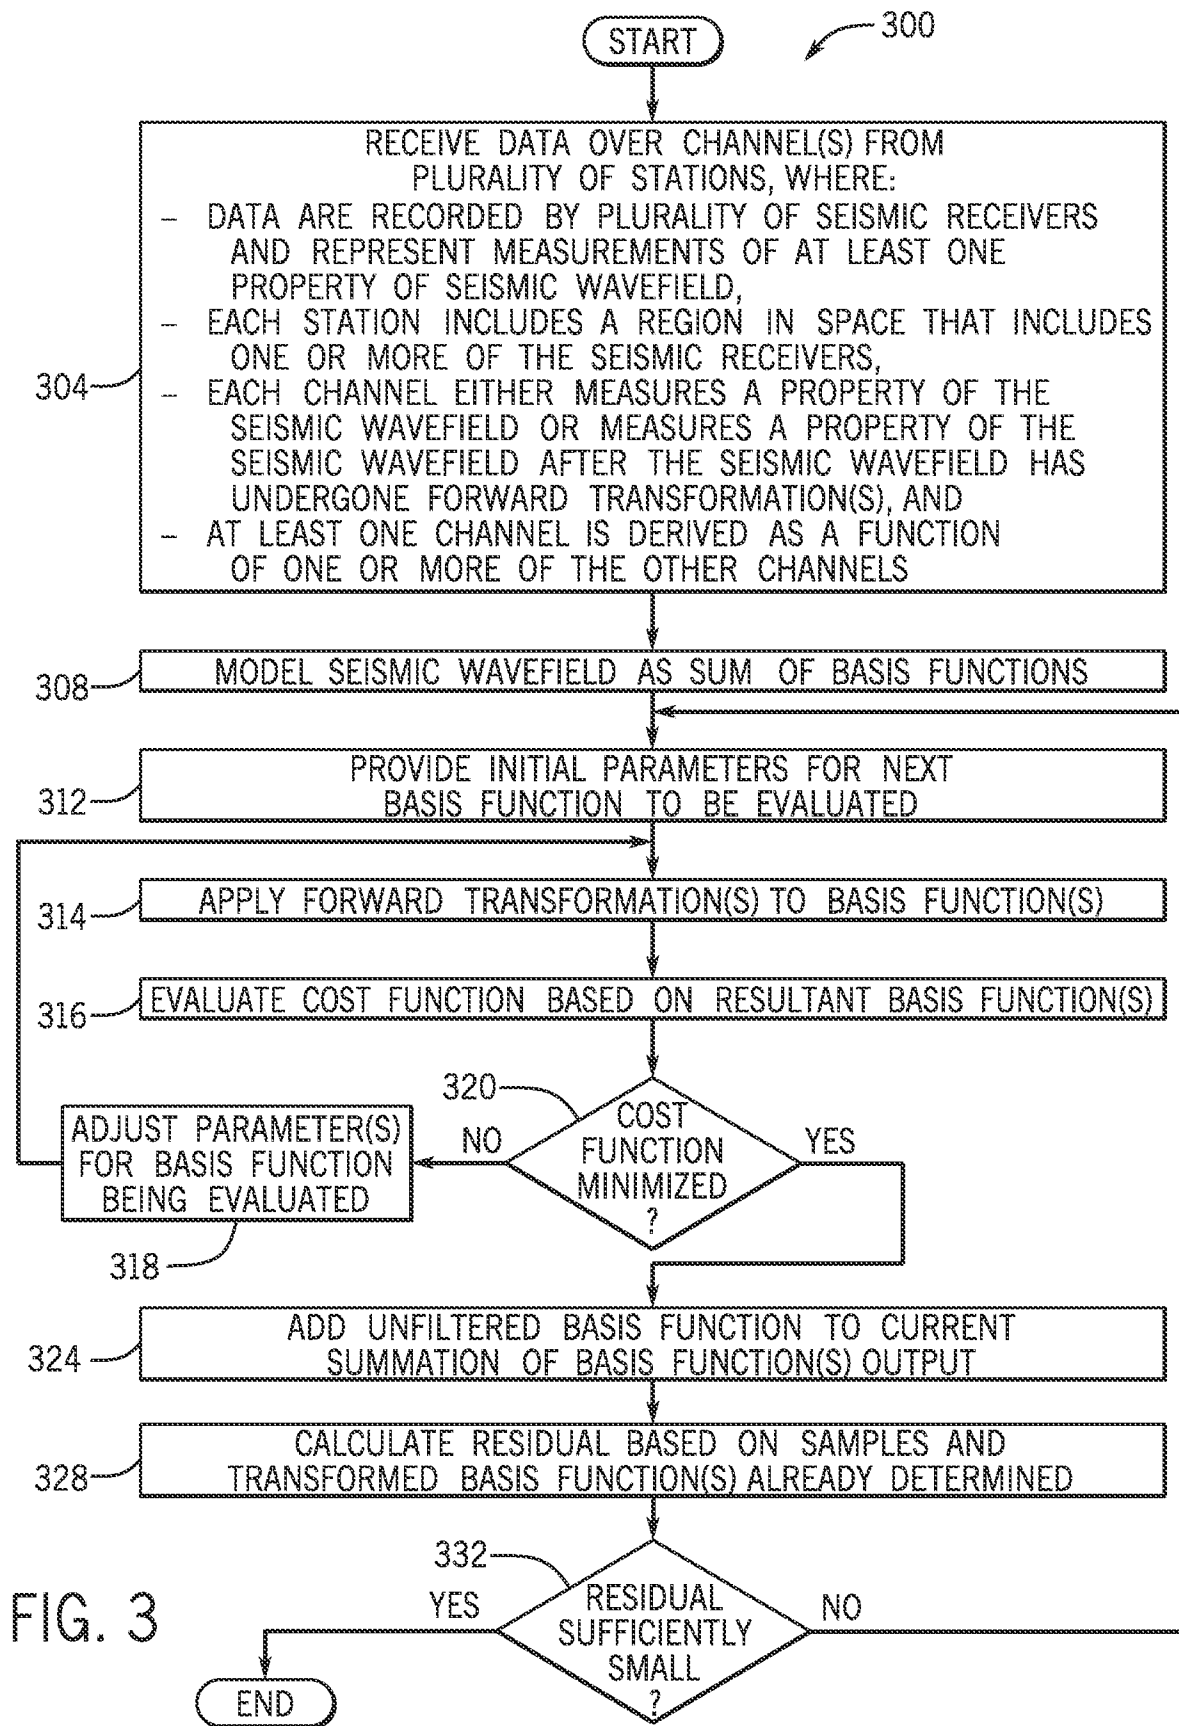 START
300
RECEIVE DATA OVER CHANNEL(S) FROM
PLURALITY OF STATIONS, WHERE:
– DATA ARE RECORDED BY PLURALITY OF SEISMIC RECEIVERS
AND REPRESENT MEASUREMENTS OF AT LEAST ONE
PROPERTY OF SEISMIC WAVEFIELD,
– EACH STATION INCLUDES A REGION IN SPACE THAT INCLUDES
ONE OR MORE OF THE SEISMIC RECEIVERS,
304
– EACH CHANNEL EITHER MEASURES A PROPERTY OF THE
SEISMIC WAVEFIELD OR MEASURES A PROPERTY OF THE
SEISMIC WAVEFIELD AFTER THE SEISMIC WAVEFIELD HAS
UNDERGONE FORWARD TRANSFORMATION(S), AND
– AT LEAST ONE CHANNEL IS DERIVED AS A FUNCTION
OF ONE OR MORE OF THE OTHER CHANNELS
308
MODEL SEISMIC WAVEFIELD AS SUM OF BASIS FUNCTIONS
312
PROVIDE INITIAL PARAMETERS FOR NEXT
BASIS FUNCTION TO BE EVALUATED
314
APPLY FORWARD TRANSFORMATION(S) TO BASIS FUNCTION(S)
316
EVALUATE COST FUNCTION BASED ON RESULTANT BASIS FUNCTION(S)
320
COST
FUNCTION
MINIMIZED
?
NO
YES
ADJUST PARAMETER(S)
FOR BASIS FUNCTION
BEING EVALUATED
318
324
ADD UNFILTERED BASIS FUNCTION TO CURRENT
SUMMATION OF BASIS FUNCTION(S) OUTPUT
328
CALCULATE RESIDUAL BASED ON SAMPLES AND
TRANSFORMED BASIS FUNCTION(S) ALREADY DETERMINED
332
RESIDUAL
SUFFICIENTLY
SMALL
?
YES
NO
FIG. 3
END